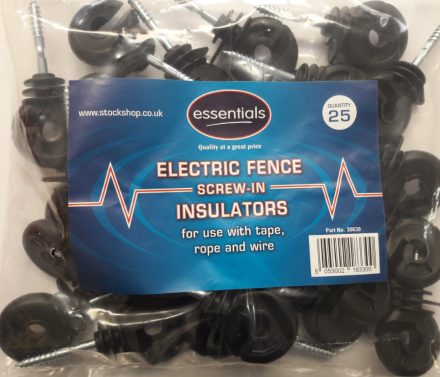 www.stockshop.co.uk
essentials
QUANTITY
25
Quality at a great price
ELECTRIC FENCE
SCREW-IN
INSULATORS
for use with tape,
rope and wire
Part No. 30630
5 055002 183300